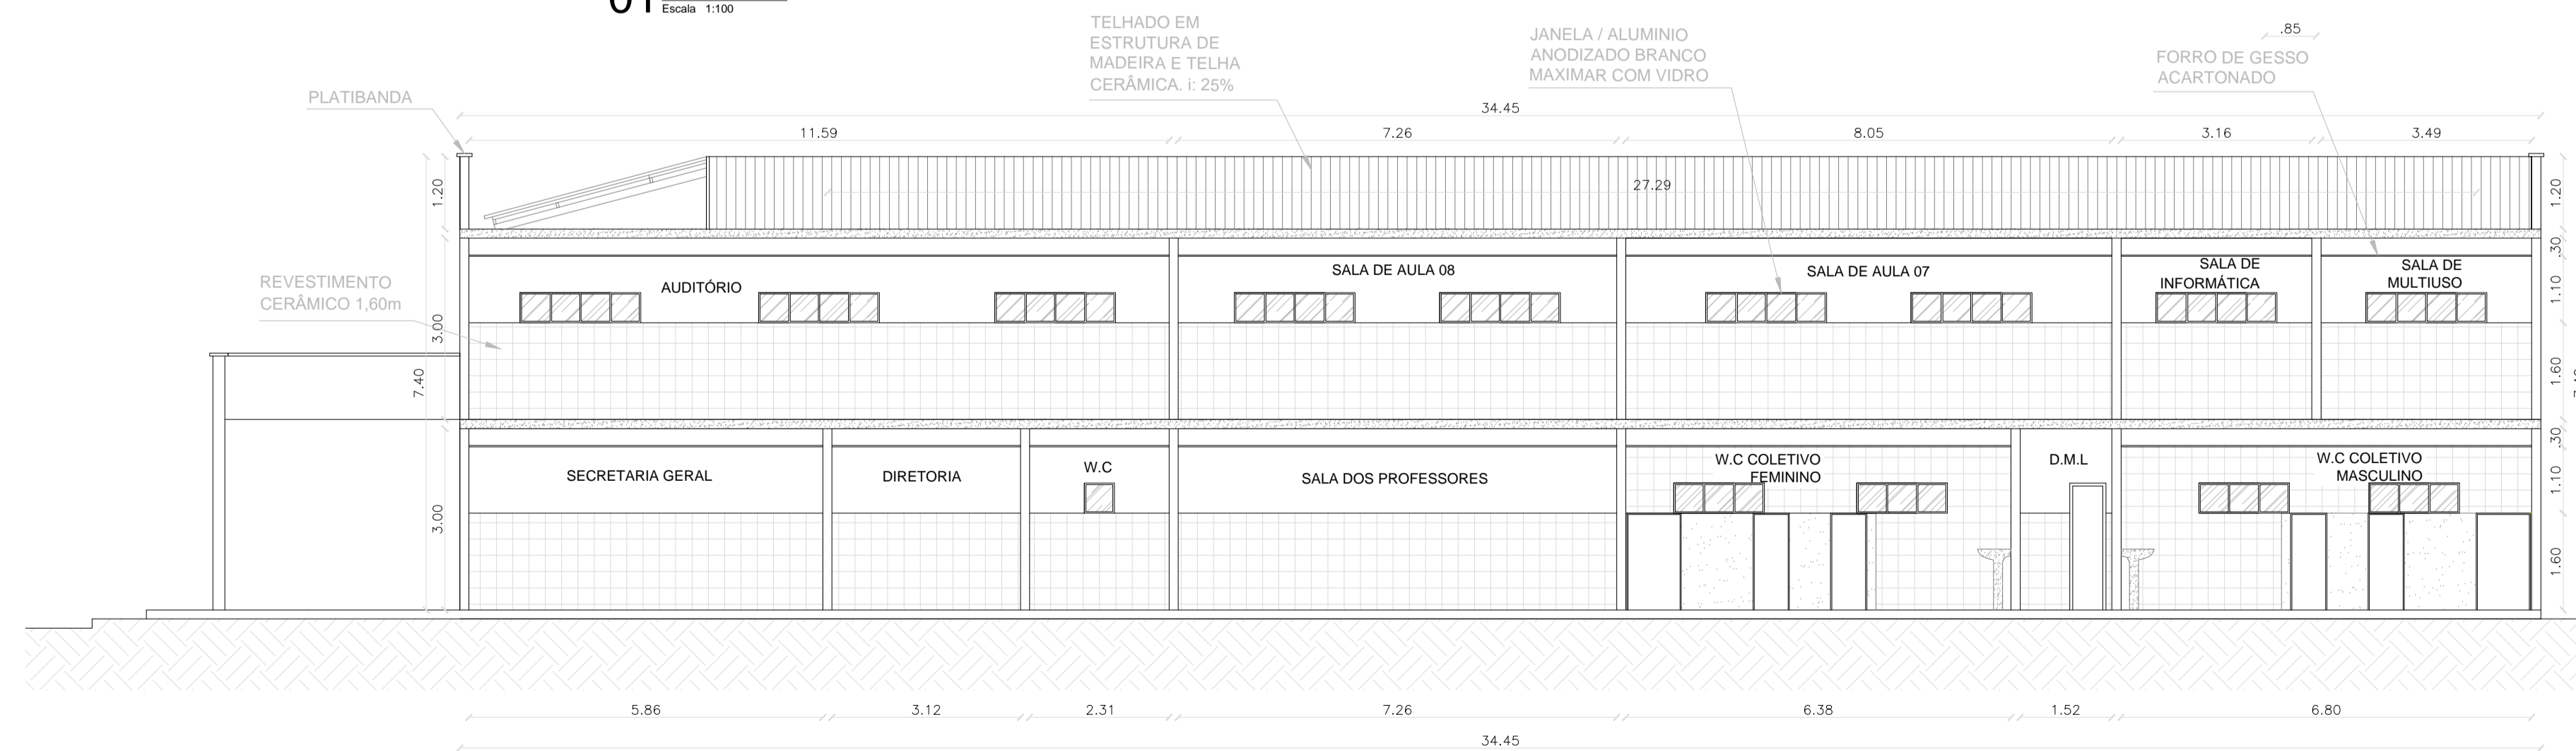 01
Escala 1:100
TELHADO EM
ESTRUTURA DE
MADEIRA E TELHA
CERÂMICA. i: 25%
JANELA / ALUMINIO
ANODIZADO BRANCO
MAXIMAR COM VIDRO
.85
FORRO DE GESSO
ACARTONADO
PLATIBANDA
34.45
11.59
7.26
8.05
3.16
3.49
1.20
27.29
1.20
REVESTIMENTO
CERÂMICO 1,60m
AUDITÓRIO
SALA DE AULA 08
SALA DE AULA 07
SALA DE
INFORMÁTICA
SALA DE
MULTIUSO
.30
1.10
3.00
7.40
1.60
SECRETARIA GERAL
DIRETORIA
W.C
SALA DOS PROFESSORES
W.C COLETIVO
FEMININO
D.M.L
W.C COLETIVO
MASCULINO
.30
1.10
3.00
1.60
5.86
3.12
2.31
7.26
6.38
1.52
6.80
34.45